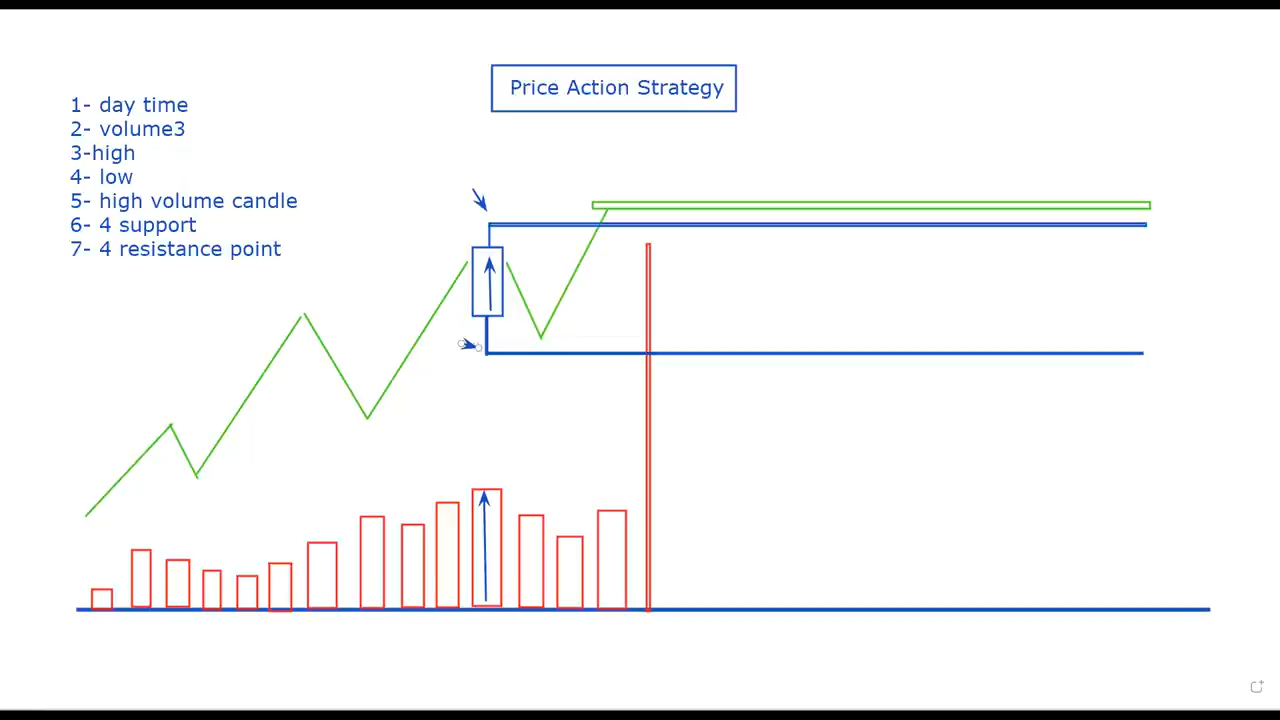 Price Action Strategy
1- day time
2- volume3
3-high
4- low
5- high volume candle
6- 4 support
7- 4 resistance point